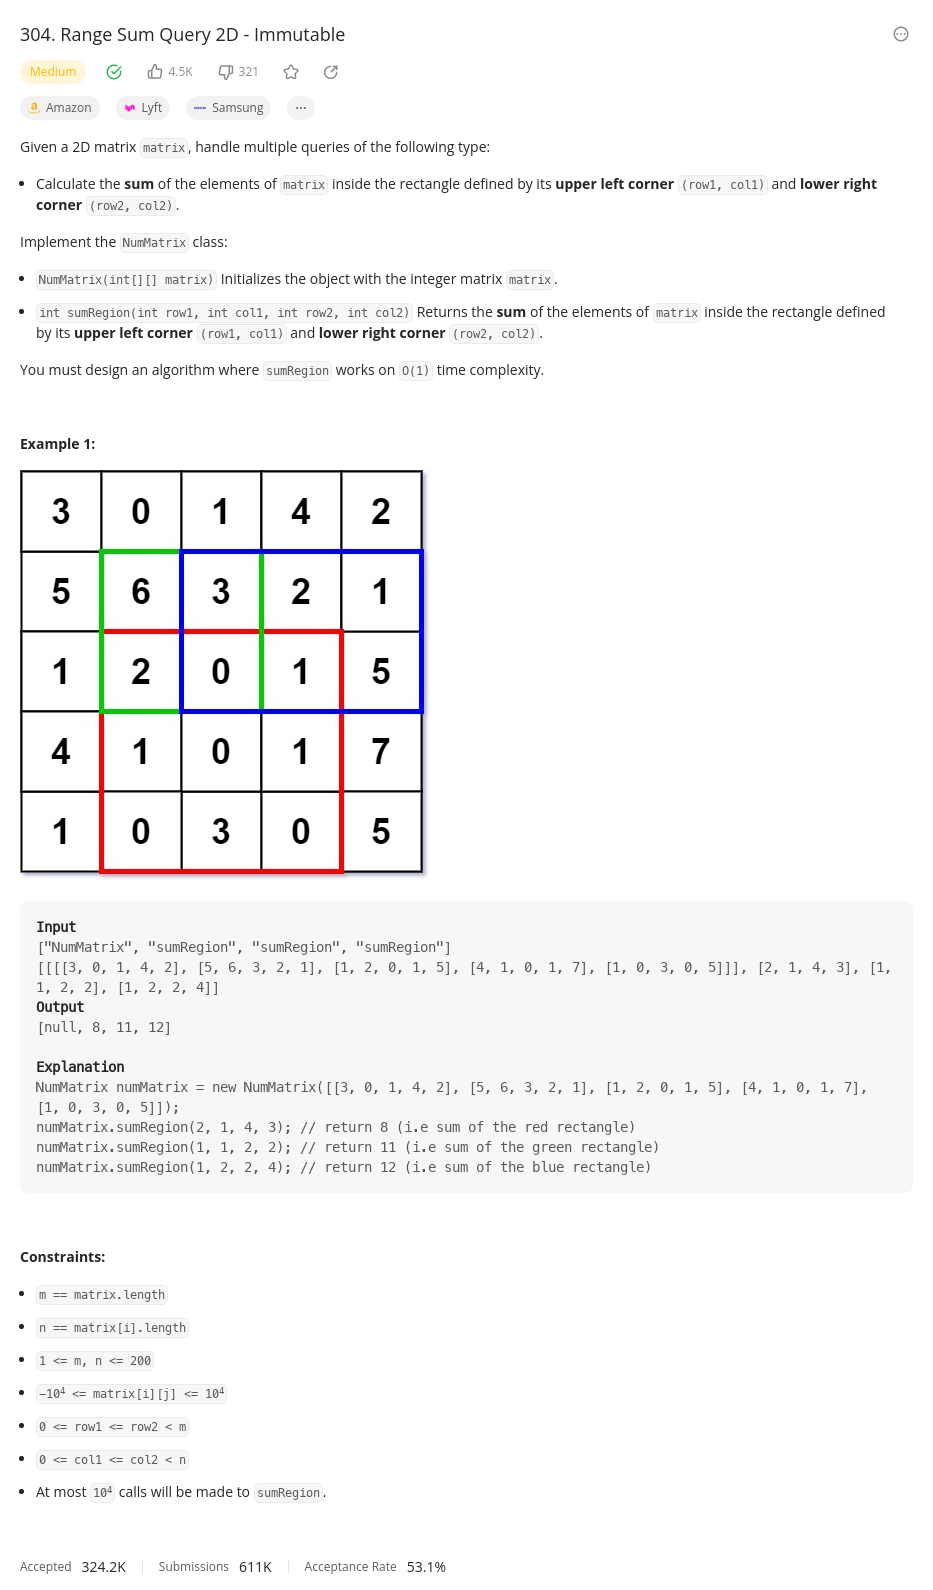 304. Range Sum Query 2D - Immutable
Medium 4.5K 321
Amazon Lyft Samsung ...
Given a 2D matrix matrix, handle multiple queries of the following type:
• Calculate the sum of the elements of matrix inside the rectangle defined by its upper left corner (row1, col1) and lower right
corner (row2, col2).
Implement the NumMatrix class:
• NumMatrix(int[][] matrix) Initializes the object with the integer matrix matrix.
• int sumRegion(int row1, int col1, int row2, int col2) Returns the sum of the elements of matrix inside the rectangle defined
by its upper left corner (row1, col1) and lower right corner (row2, col2).
You must design an algorithm where sumRegion works on O(1) time complexity.
Example 1:
3 0 1 4 2
5 6 3 2 1
1 2 0 1 5
4 1 0 1 7
1 0 3 0 5
Input
["NumMatrix", "sumRegion", "sumRegion", "sumRegion"]
[[[[3, 0, 1, 4, 2], [5, 6, 3, 2, 1], [1, 2, 0, 1, 5], [4, 1, 0, 1, 7], [1, 0, 3, 0, 5]]], [2, 1, 4, 3], [1,
1, 2, 2], [1, 2, 2, 4]]
Output
[null, 8, 11, 12]
Explanation
NumMatrix numMatrix = new NumMatrix([[3, 0, 1, 4, 2], [5, 6, 3, 2, 1], [1, 2, 0, 1, 5], [4, 1, 0, 1, 7],
[1, 0, 3, 0, 5]]);
numMatrix.sumRegion(2, 1, 4, 3); // return 8 (i.e sum of the red rectangle)
numMatrix.sumRegion(1, 1, 2, 2); // return 11 (i.e sum of the green rectangle)
numMatrix.sumRegion(1, 2, 2, 4); // return 12 (i.e sum of the blue rectangle)
Constraints:
• m == matrix.length
• n == matrix[i].length
• 1 <= m, n <= 200
• −10⁴ <= matrix[i][j] <= 10⁴
• 0 <= row1 <= row2 < m
• 0 <= col1 <= col2 < n
• At most 10⁴ calls will be made to sumRegion.
Accepted 324.2K Submissions 611K Acceptance Rate 53.1%